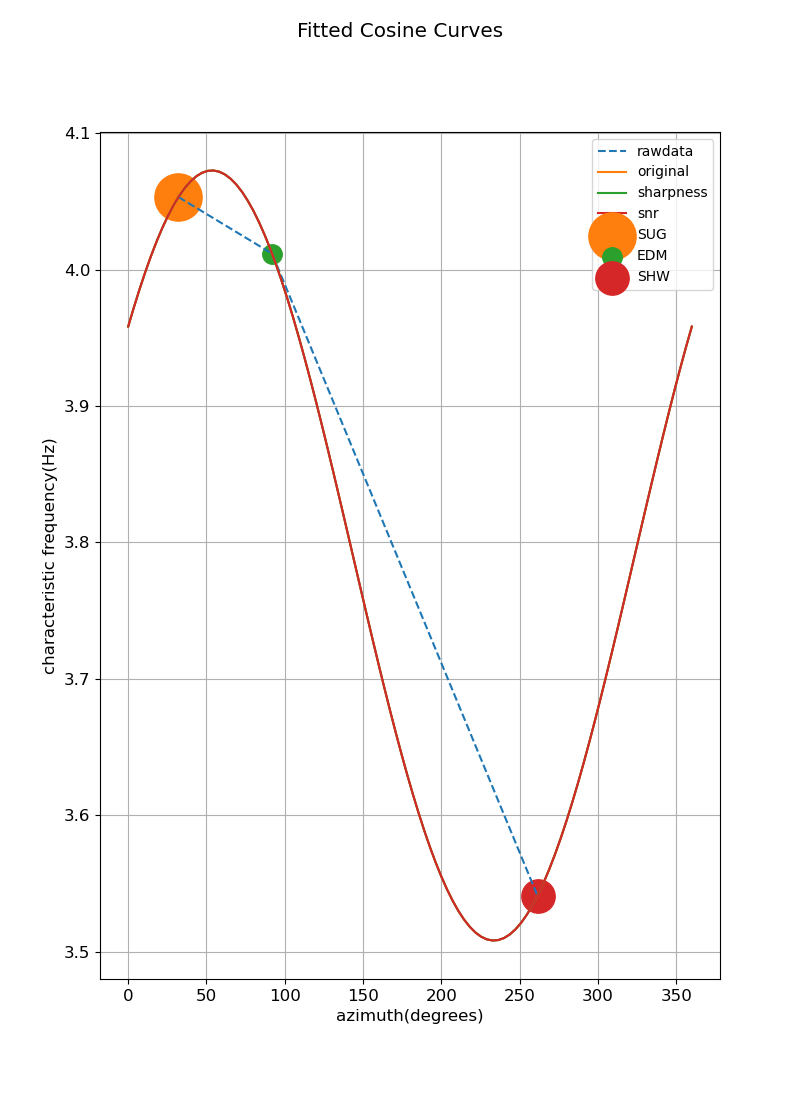 Fitted Cosine Curves
4.1
4.0
3.9
3.8
3.7
3.6
3.5
characteristic frequency(Hz)
rawdata
original
sharpness
snr
SUG
EDM
SHW
0 50 100 150 200 250 300 350
azimuth(degrees)